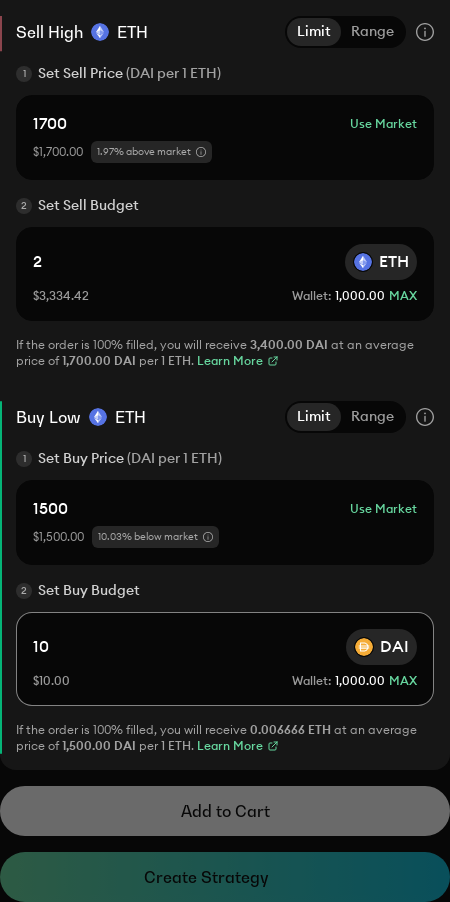 Sell High ETH Limit Range
1 Set Sell Price (DAI per 1 ETH)
1700 Use Market
$1,700.00 1.97% above market
2 Set Sell Budget
2 ETH
$3,334.42 Wallet: 1,000.00 MAX
If the order is 100% filled, you will receive 3,400.00 DAI at an average
price of 1,700.00 DAI per 1 ETH. Learn More
Buy Low ETH Limit Range
1 Set Buy Price (DAI per 1 ETH)
1500 Use Market
$1,500.00 10.03% below market
2 Set Buy Budget
10 DAI
$10.00 Wallet: 1,000.00 MAX
If the order is 100% filled, you will receive 0.006666 ETH at an average
price of 1,500.00 DAI per 1 ETH. Learn More
Add to Cart
Create Strategy